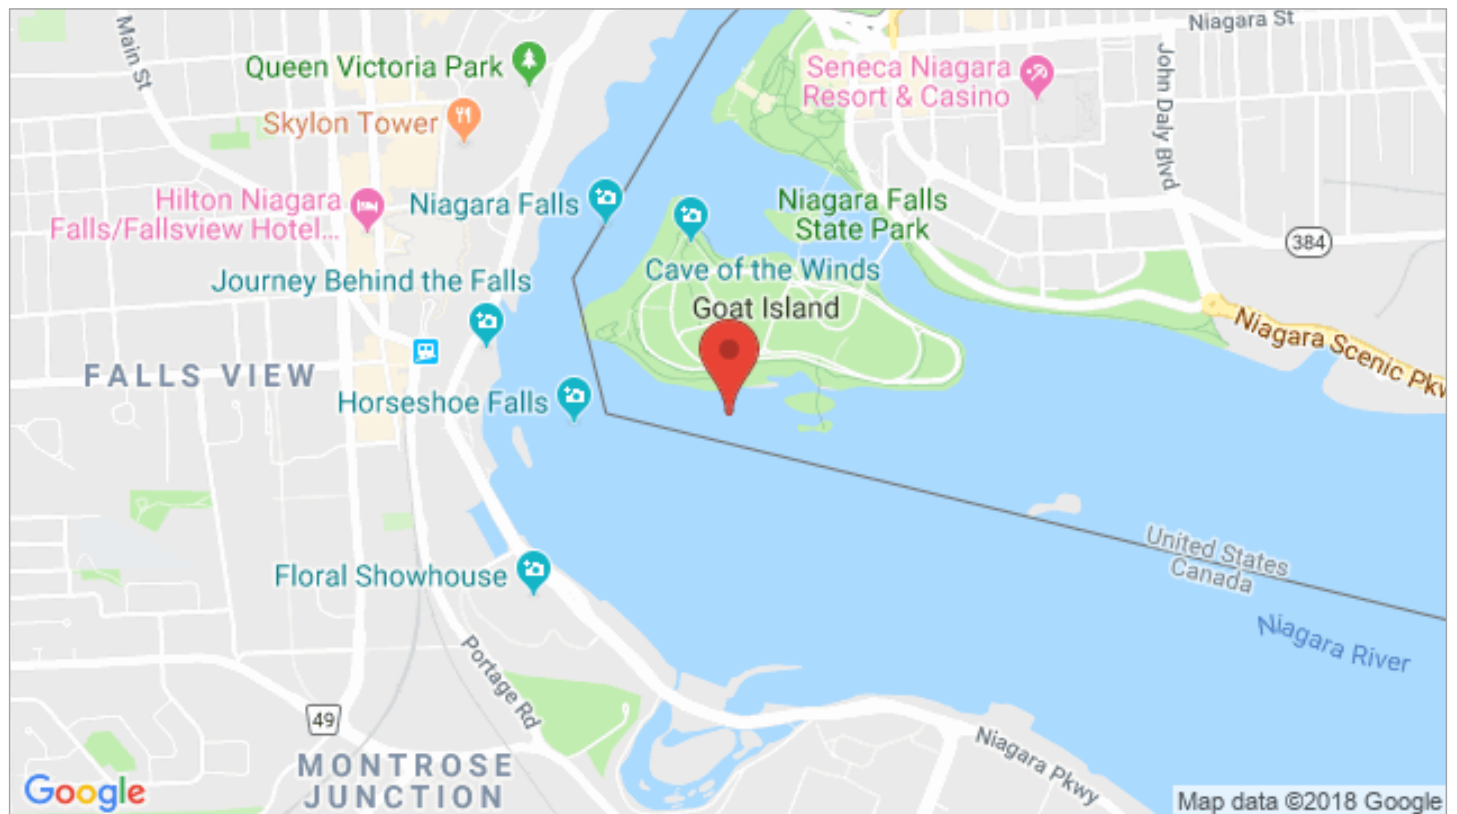 Main St
Niagara St
Queen Victoria Park
Seneca Niagara
Resort & Casino
John Daly Blvd
Skylon Tower
Hilton Niagara
Falls/Fallsview Hotel...
Niagara Falls
Niagara Falls
State Park
384
Cave of the Winds
Journey Behind the Falls
Goat Island
Niagara Scenic Pkw
FALLS VIEW
Horseshoe Falls
United States
Canada
Floral Showhouse
Niagara River
Portage Rd
49
MONTROSE
JUNCTION
Niagara Pkwy
Google
Map data ©2018 Google